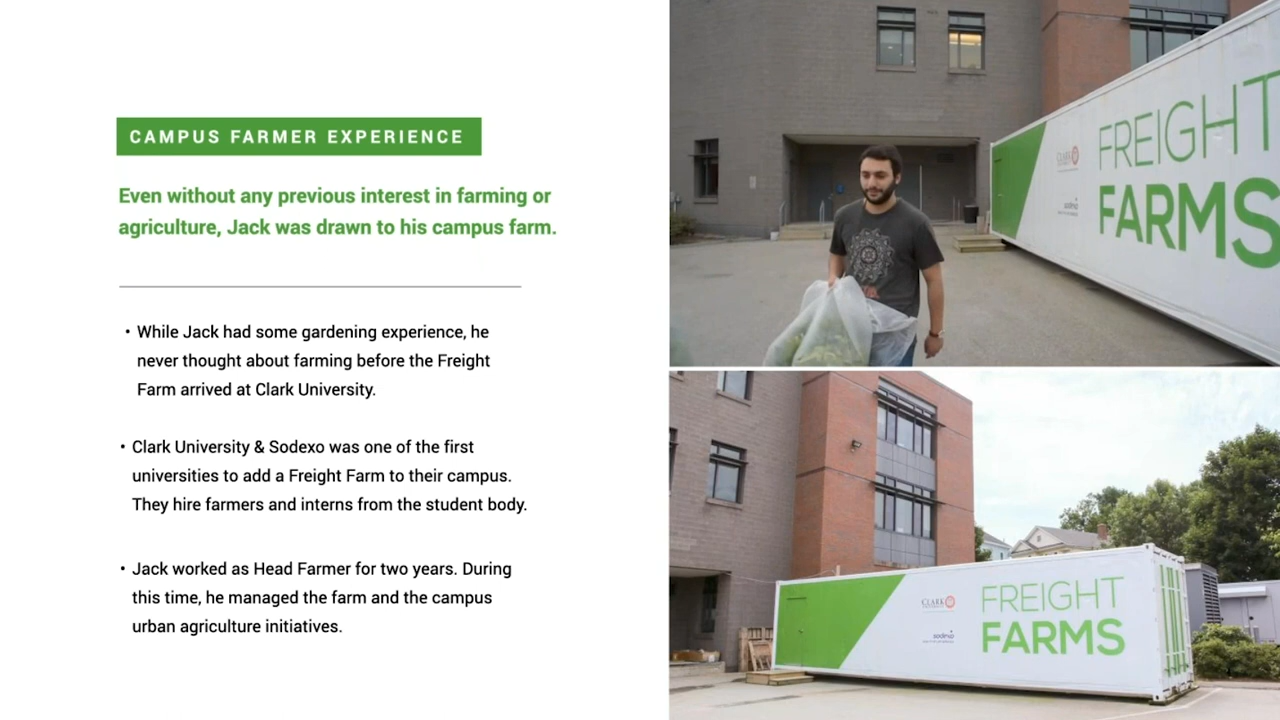 CAMPUS FARMER EXPERIENCE
Even without any previous interest in farming or
agriculture, Jack was drawn to his campus farm.
• While Jack had some gardening experience, he
never thought about farming before the Freight
Farm arrived at Clark University.
• Clark University & Sodexo was one of the first
universities to add a Freight Farm to their campus.
They hire farmers and interns from the student body.
• Jack worked as Head Farmer for two years. During
this time, he managed the farm and the campus
urban agriculture initiatives.
FREIGHT
FARMS
CLARK
sodexo
FREIGHT
FARMS
CLARK
sodexo